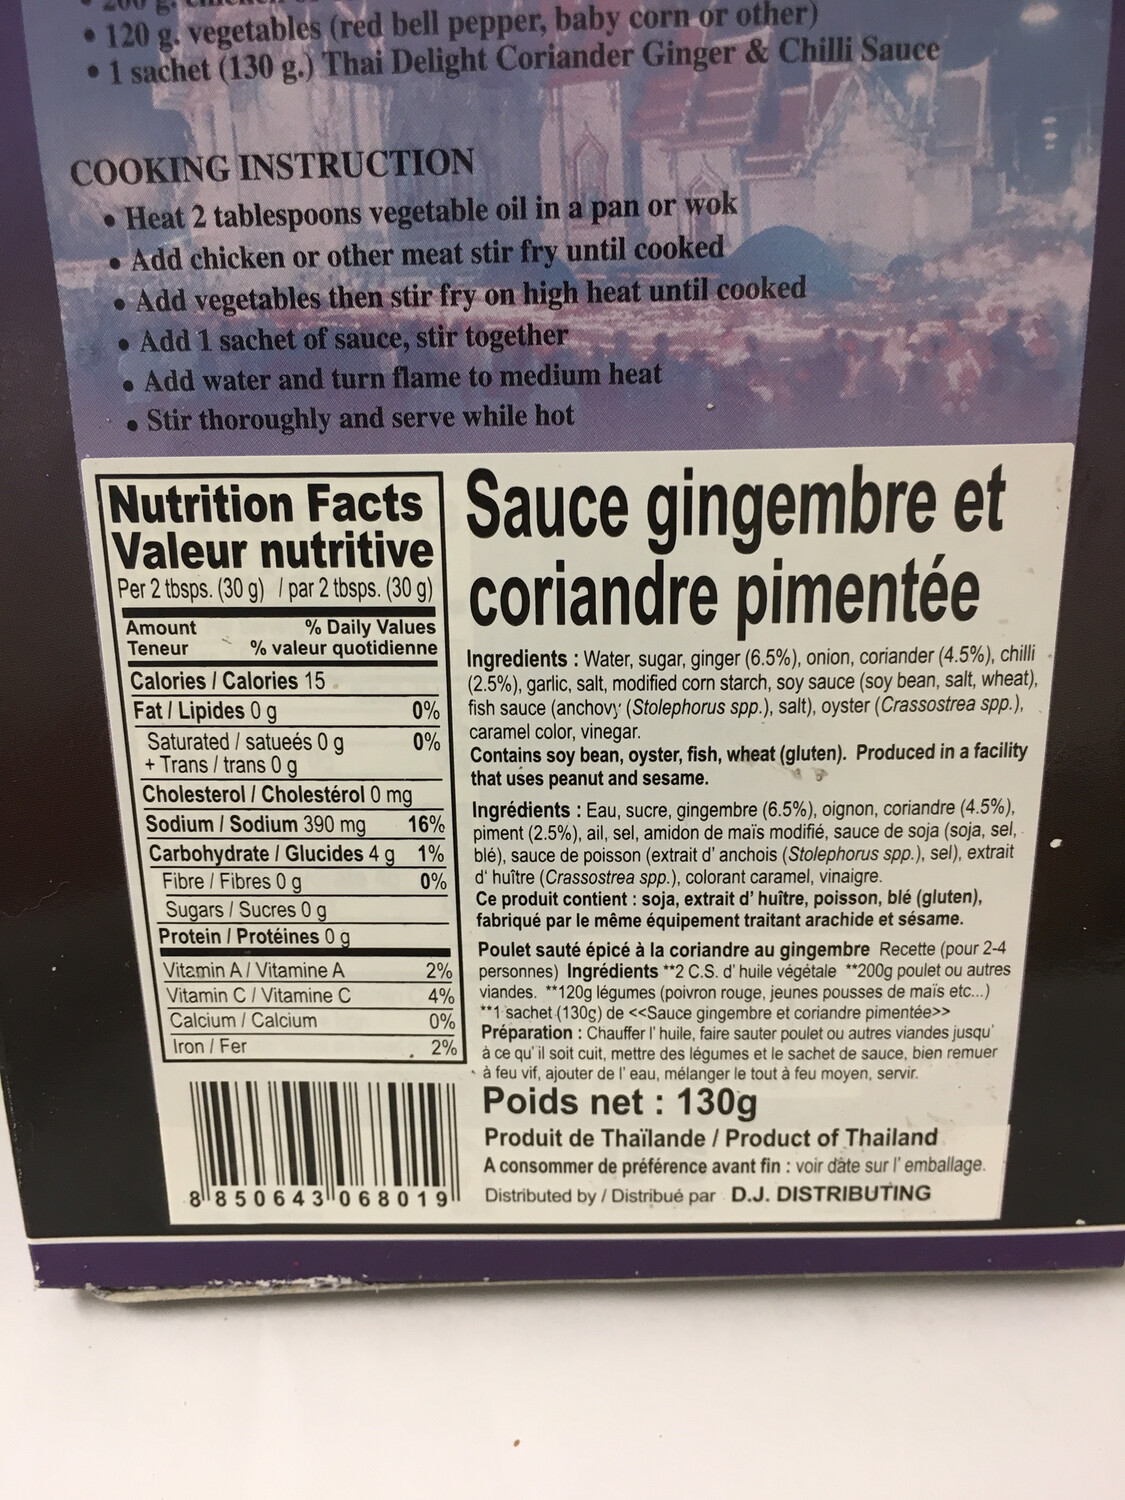 • 120 g. vegetables (red bell pepper, baby corn or other)
• 1 sachet (130 g.) Thai Delight Coriander Ginger & Chilli Sauce
COOKING INSTRUCTION
• Heat 2 tablespoons vegetable oil in a pan or wok
• Add chicken or other meat stir fry until cooked
• Add vegetables then stir fry on high heat until cooked
• Add 1 sachet of sauce, stir together
• Add water and turn flame to medium heat
• Stir thoroughly and serve while hot
Nutrition Facts
Valeur nutritive
Per 2 tbsps. (30 g) / par 2 tbsps. (30 g)
Amount % Daily Values
Teneur % valeur quotidienne
Calories / Calories 15
Fat / Lipides 0 g 0%
Saturated / satueés 0 g 0%
+ Trans / trans 0 g
Cholesterol / Cholestérol 0 mg
Sodium / Sodium 390 mg 16%
Carbohydrate / Glucides 4 g 1%
Fibre / Fibres 0 g 0%
Sugars / Sucres 0 g
Protein / Protéines 0 g
Vitamin A / Vitamine A 2%
Vitamin C / Vitamine C 4%
Calcium / Calcium 0%
Iron / Fer 2%
8 850643 068019
Sauce gingembre et
coriandre pimentée
Ingredients : Water, sugar, ginger (6.5%), onion, coriander (4.5%), chilli
(2.5%), garlic, salt, modified corn starch, soy sauce (soy bean, salt, wheat),
fish sauce (anchovy (Stolephorus spp.), salt), oyster (Crassostrea spp.),
caramel color, vinegar.
Contains soy bean, oyster, fish, wheat (gluten). Produced in a facility
that uses peanut and sesame.
Ingrédients : Eau, sucre, gingembre (6.5%), oignon, coriandre (4.5%),
piment (2.5%), ail, sel, amidon de maïs modifié, sauce de soja (soja, sel,
blé), sauce de poisson (extrait d' anchois (Stolephorus spp.), sel), extrait
d' huître (Crassostrea spp.), colorant caramel, vinaigre.
Ce produit contient : soja, extrait d' huître, poisson, blé (gluten),
fabriqué par le même équipement traitant arachide et sésame.
Poulet sauté épicé à la coriandre au gingembre Recette (pour 2-4
personnes) Ingrédients **2 C.S. d' huile végétale **200g poulet ou autres
viandes. **120g légumes (poivron rouge, jeunes pousses de maïs etc...)
**1 sachet (130g) de <<Sauce gingembre et coriandre pimentée>>
Préparation : Chauffer l' huile, faire sauter poulet ou autres viandes jusqu'
à ce qu' il soit cuit, mettre des légumes et le sachet de sauce, bien remuer
à feu vif, ajouter de l' eau, mélanger le tout à feu moyen, servir.
Poids net : 130g
Produit de Thaïlande / Product of Thailand
A consommer de préférence avant fin : voir dâte sur l' emballage.
Distributed by / Distribué par D.J. DISTRIBUTING